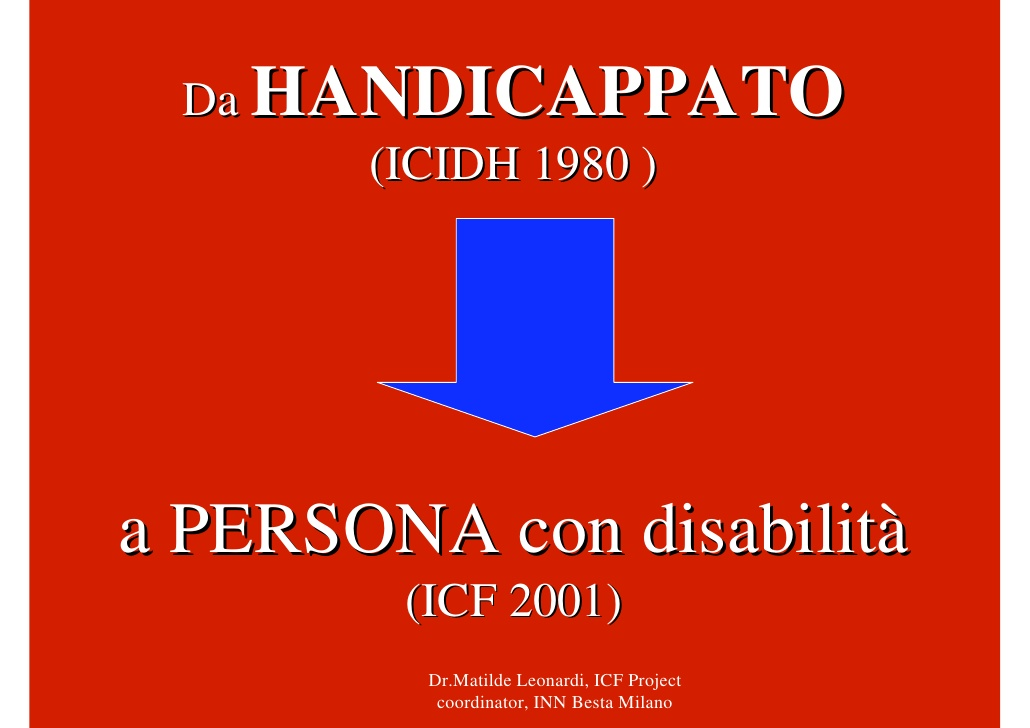 Da HANDICAPPATO
(ICIDH 1980 )
a PERSONA con disabilità
(ICF 2001)
Dr.Matilde Leonardi, ICF Project
coordinator, INN Besta Milano